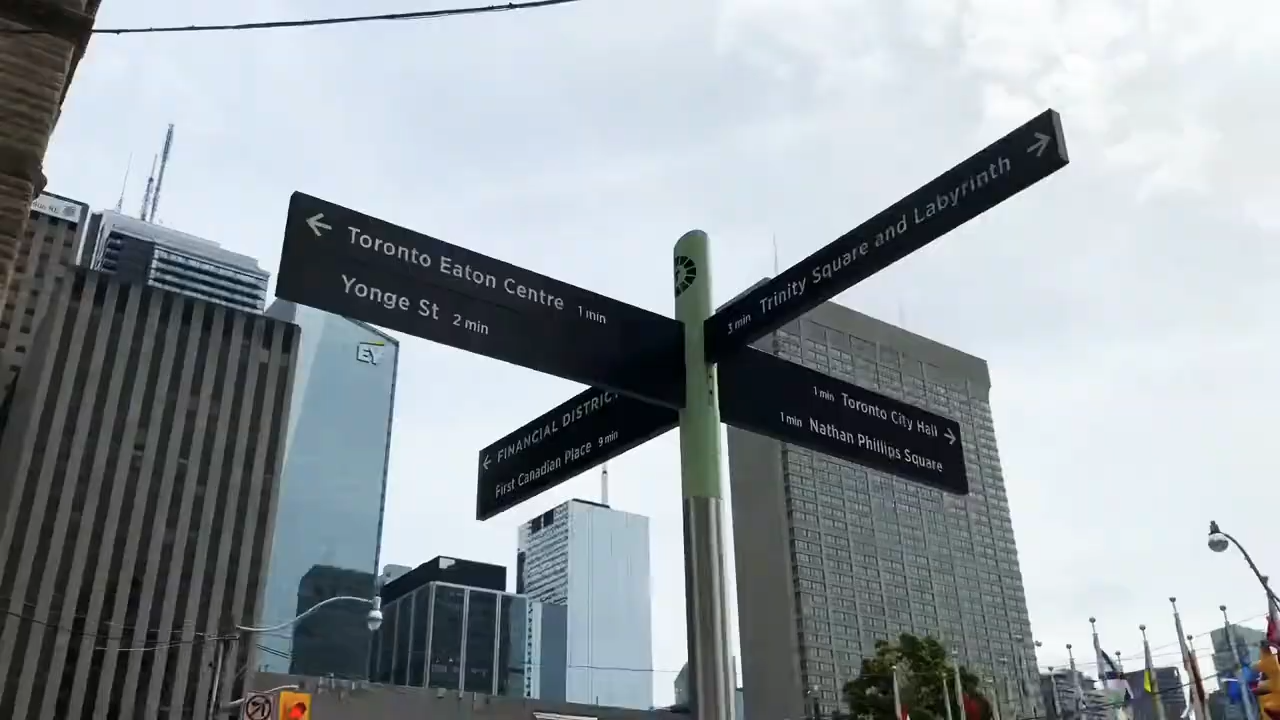 ← Toronto Eaton Centre 1 min
Yonge St 2 min
3 min Trinity Square and Labyrinth →
← FINANCIAL DISTRICT
First Canadian Place 9 min
1 min Toronto City Hall →
1 min Nathan Phillips Square
EY